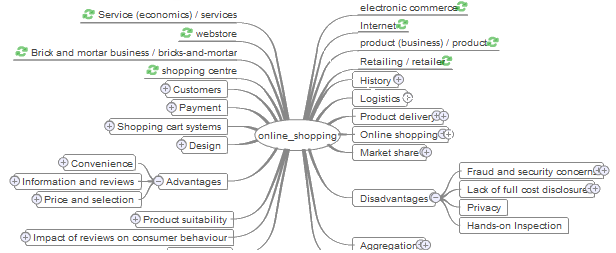 Service (economics) / services
webstore
Brick and mortar business / bricks-and-mortar
shopping centre
Customers
Payment
Shopping cart systems
Design
Convenience
Information and reviews
Price and selection
Advantages
Product suitability
Impact of reviews on consumer behaviour
online_shopping
electronic commerce
Internet
product (business) / product
Retailing / retailer
History
Logistics
Product delivery
Online shopping
Market share
Disadvantages
Fraud and security concern
Lack of full cost disclosure
Privacy
Hands-on Inspection
Aggregation